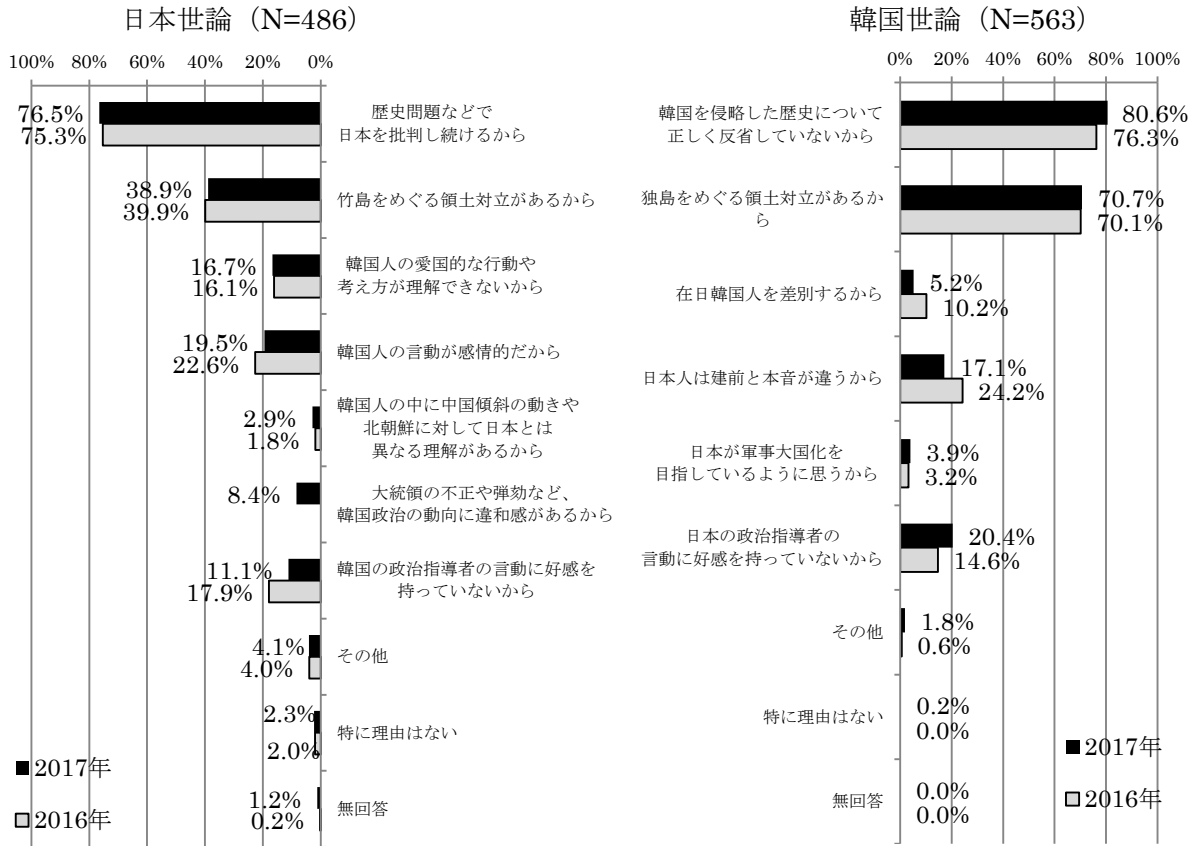 日本世論（N=486）
100% 80% 60% 40% 20% 0%
76.5%
75.3%
歴史問題などで
日本を批判し続けるから
38.9%
39.9%
竹島をめぐる領土対立があるから
16.7%
16.1%
韓国人の愛国的な行動や
考え方が理解できないから
19.5%
22.6%
韓国人の言動が感情的だから
2.9%
1.8%
韓国人の中に中国傾斜の動きや
北朝鮮に対して日本とは
異なる理解があるから
8.4%
大統領の不正や弾劾など、
韓国政治の動向に違和感があるから
11.1%
17.9%
韓国の政治指導者の言動に好感を
持っていないから
4.1%
4.0%
その他
2.3%
2.0%
特に理由はない
1.2%
0.2%
無回答
2017年
2016年
韓国世論（N=563）
0% 20% 40% 60% 80% 100%
韓国を侵略した歴史について
正しく反省していないから
80.6%
76.3%
独島をめぐる領土対立があるか
ら
70.7%
70.1%
在日韓国人を差別するから
5.2%
10.2%
日本人は建前と本音が違うから
17.1%
24.2%
日本が軍事大国化を
目指しているように思うから
3.9%
3.2%
日本の政治指導者の
言動に好感を持っていないから
20.4%
14.6%
その他
1.8%
0.6%
特に理由はない
0.2%
0.0%
無回答
0.0%
0.0%
2017年
2016年